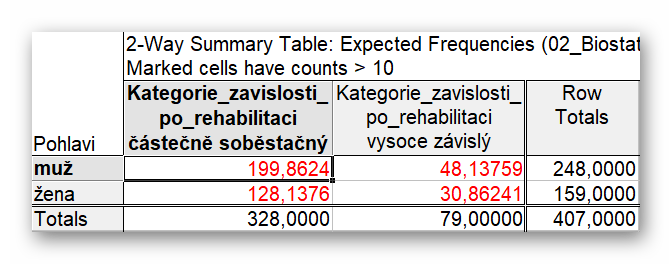 2-Way Summary Table: Expected Frequencies (02_Biostat
Marked cells have counts > 10
Pohlavi Kategorie_zavislosti_ po_rehabilitaci částečně soběstačný Kategorie_zavislosti_ po_rehabilitaci vysoce závislý Row Totals
muž 199,8624 48,13759 248,0000
žena 128,1376 30,86241 159,0000
Totals 328,0000 79,00000 407,0000